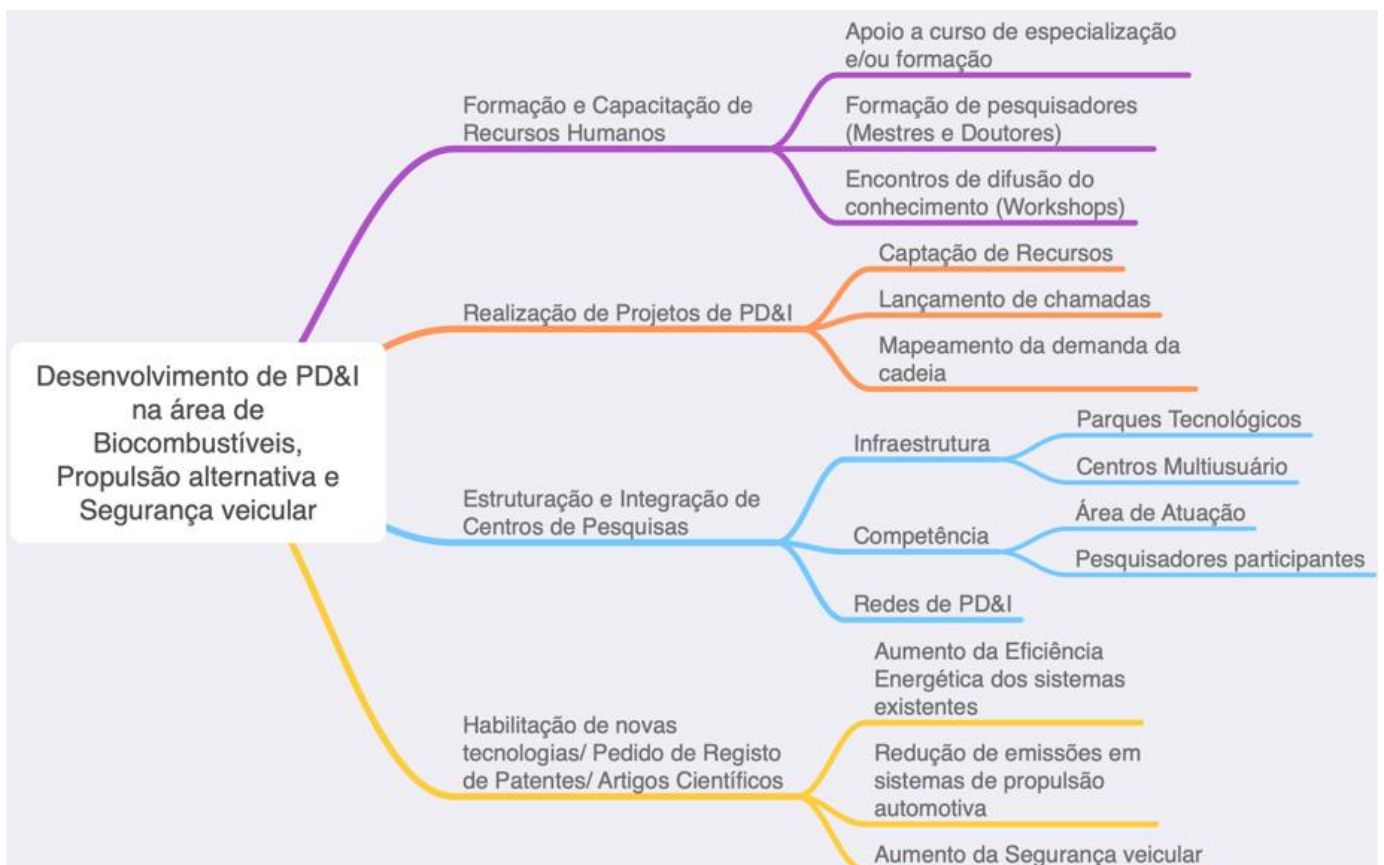 Desenvolvimento de PD&I
na área de
Biocombustíveis,
Propulsão alternativa e
Segurança veicular
Formação e Capacitação de
Recursos Humanos
Apoio a curso de especialização
e/ou formação
Formação de pesquisadores
(Mestres e Doutores)
Encontros de difusão do
conhecimento (Workshops)
Realização de Projetos de PD&I
Captação de Recursos
Lançamento de chamadas
Mapeamento da demanda da
cadeia
Estruturação e Integração de
Centros de Pesquisas
Infraestrutura
Parques Tecnológicos
Centros Multiusuário
Competência
Área de Atuação
Pesquisadores participantes
Redes de PD&I
Habilitação de novas
tecnologias/ Pedido de Registo
de Patentes/ Artigos Científicos
Aumento da Eficiência
Energética dos sistemas
existentes
Redução de emissões em
sistemas de propulsão
automotiva
Aumento da Segurança veicular